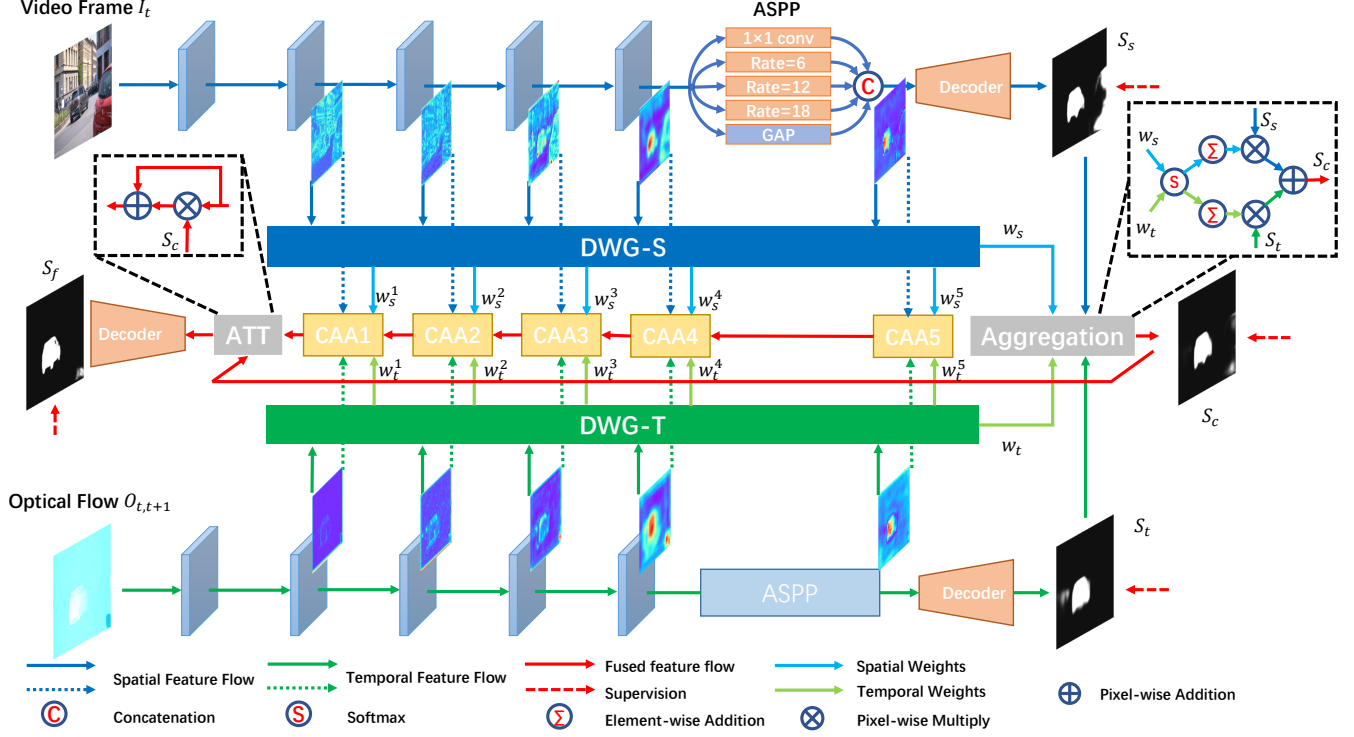 Video Frame I_t
ASPP
1×1 conv
Rate=6
Rate=12
Rate=18
GAP
C
Decoder
S_s
S_c
w_s
w_t
S
Σ
Σ
S_s
S_t
S_c
DWG-S
w_s
S_f
w_s^1
w_s^2
w_s^3
w_s^4
w_s^5
Decoder
ATT
CAA1
CAA2
CAA3
CAA4
CAA5
Aggregation
w_t^1
w_t^2
w_t^3
w_t^4
w_t^5
S_c
DWG-T
w_t
Optical Flow O_{t,t+1}
S_t
ASPP
Decoder
Spatial Feature Flow
Temporal Feature Flow
Fused feature flow
Supervision
Spatial Weights
Temporal Weights
Pixel-wise Addition
C Concatenation
S Softmax
Σ Element-wise Addition
Pixel-wise Multiply